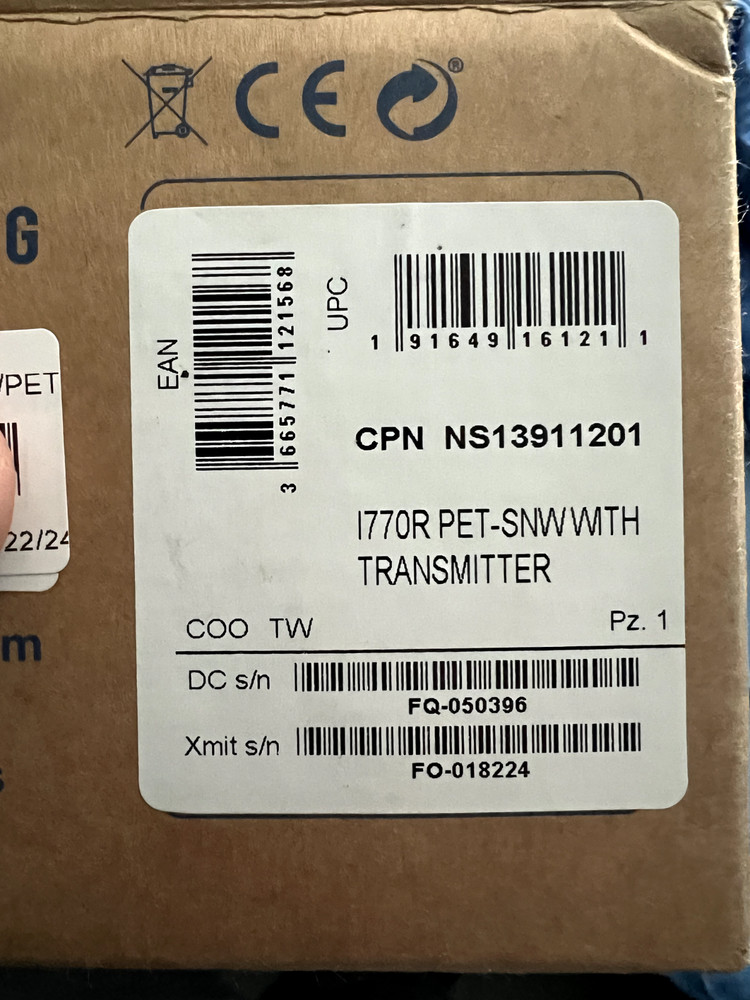 CE
®
G
/PET
22/24
m
s
EAN
3 665771 121568
UPC
1 91649 16121 1
CPN NS13911201
I770R PET-SNW WITH
TRANSMITTER
COO TW
Pz. 1
DC s/n
FQ-050396
Xmit s/n
FO-018224